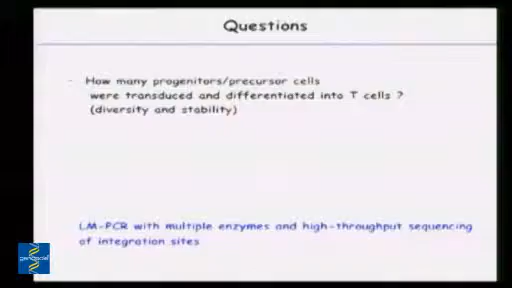 Questions
- How many progenitors/precursor cells
were transduced and differentiated into T cells ?
(diversity and stability)
LM-PCR with multiple enzymes and high-throughput sequencing
of integration sites